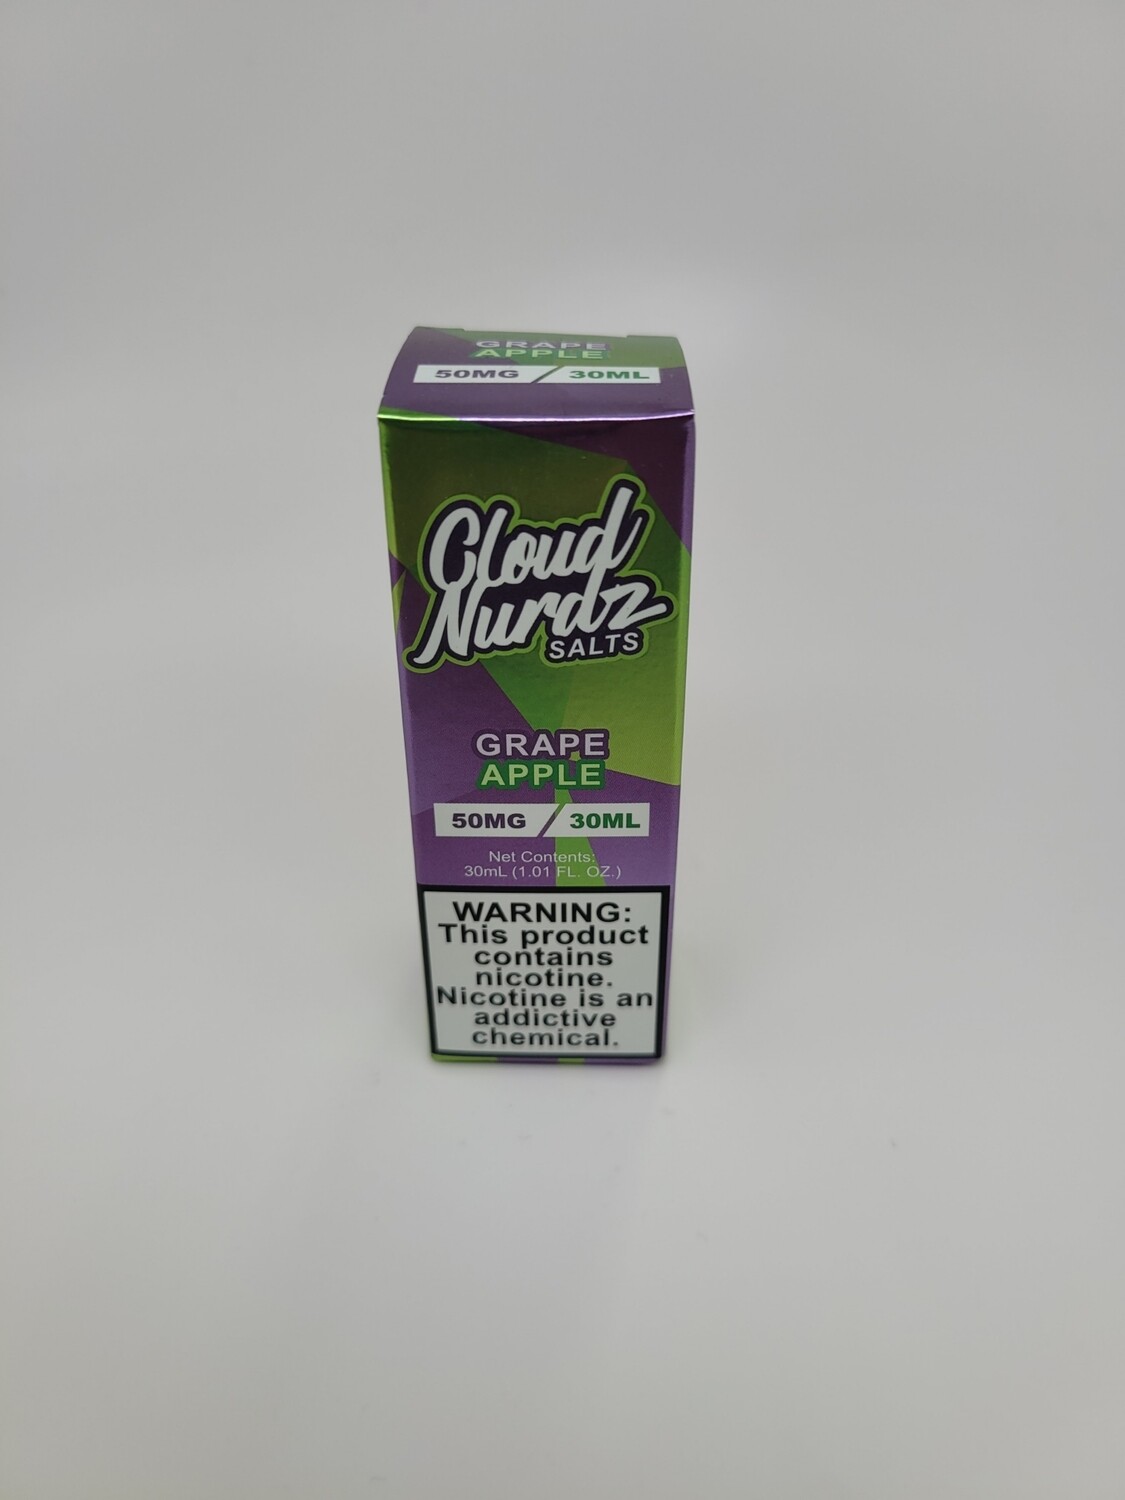 GRAPE
APPLE
50MG / 30ML
Cloud
Nurdz
SALTS
GRAPE
APPLE
50MG / 30ML
Net Contents:
30mL (1.01 FL. OZ.)
WARNING:
This product
contains
nicotine.
Nicotine is an
addictive
chemical.